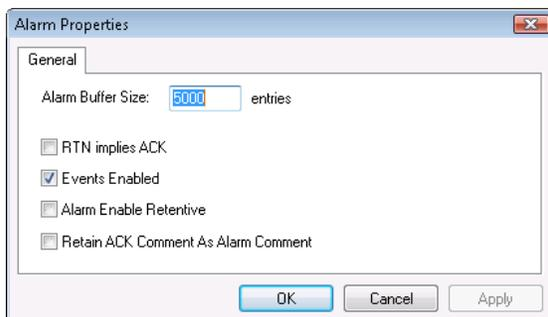 Alarm Properties
General
Alarm Buffer Size: 5000 entries
RTN implies ACK
Events Enabled
Alarm Enable Retentive
Retain ACK Comment As Alarm Comment
OK Cancel Apply